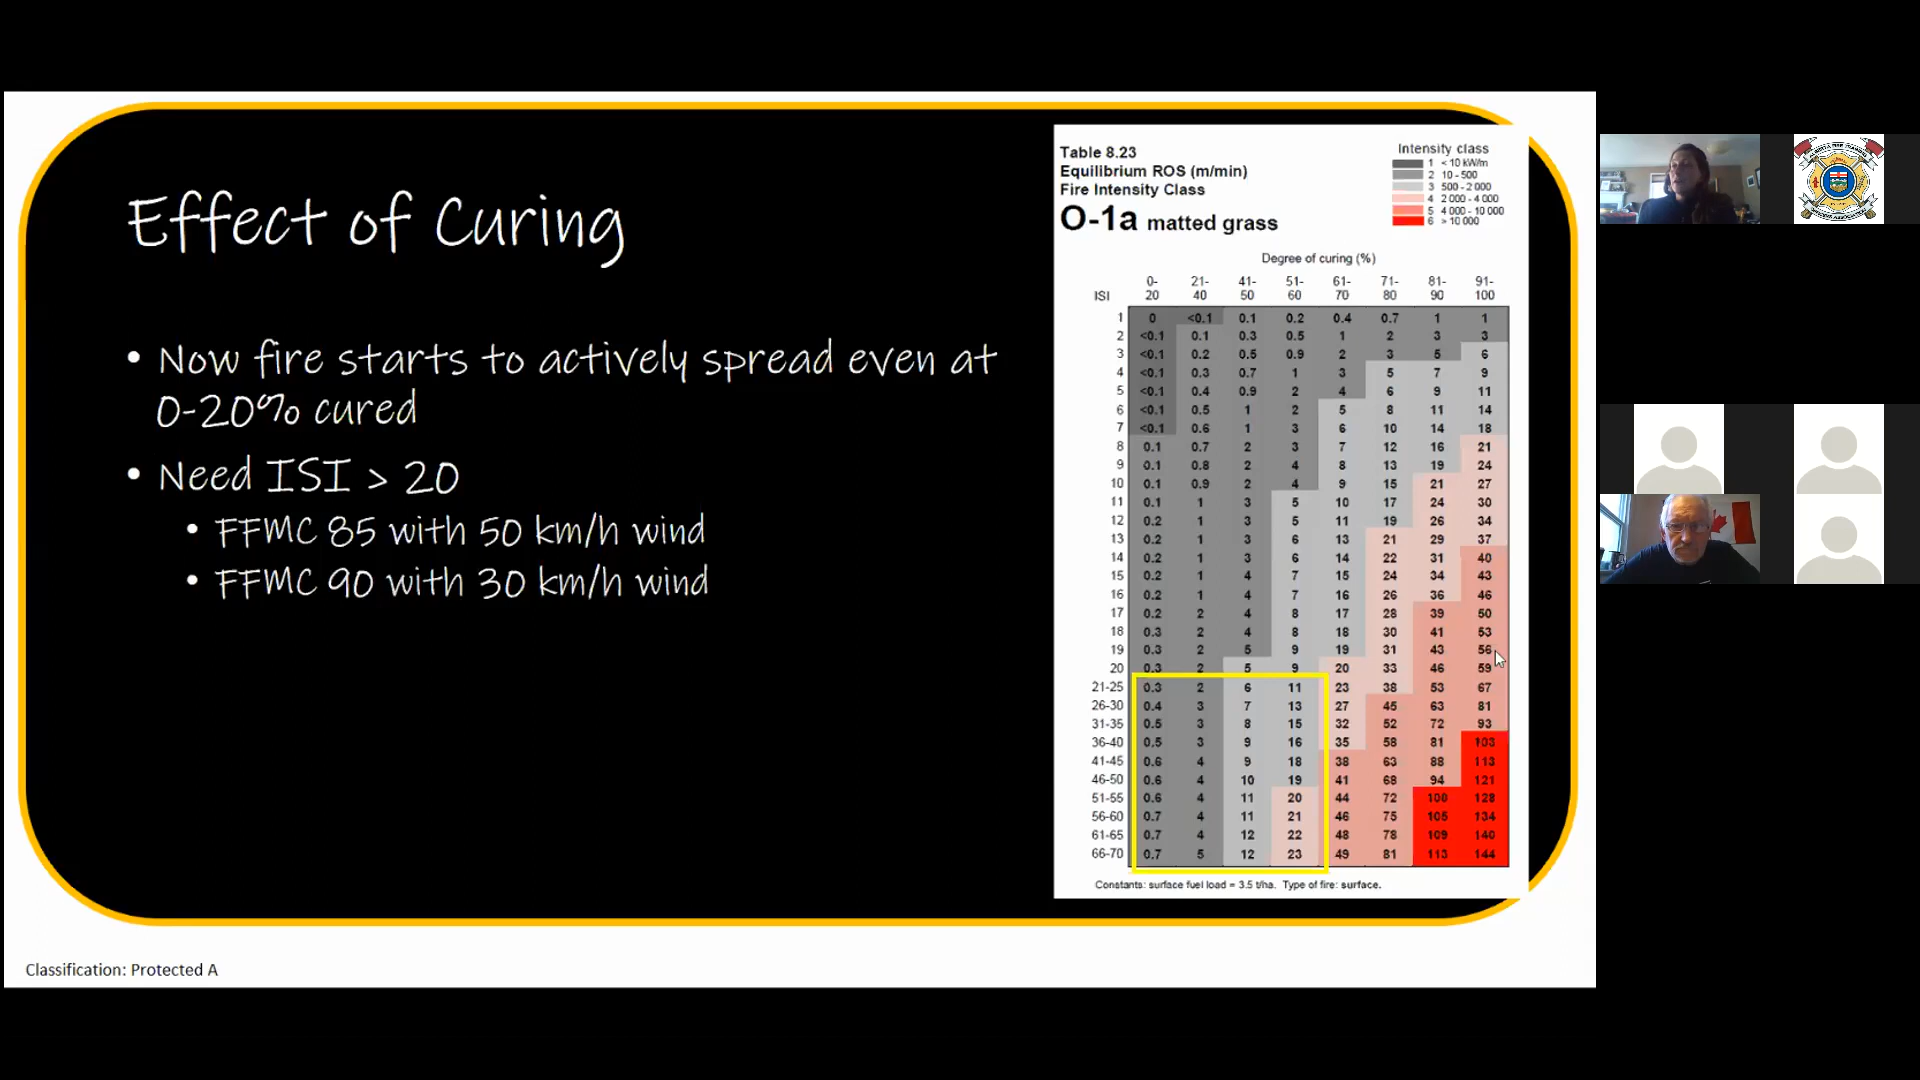 Effect of Curing
• Now fire starts to actively spread even at
0-20% cured
• Need ISI > 20
• FFMC 85 with 50 km/h wind
• FFMC 90 with 30 km/h wind
Table 8.23
Equilibrium ROS (m/min)
Fire Intensity Class
O-1a matted grass
Intensity class
1 < 10 kW/m
2 10 - 500
3 500 - 2 000
4 2 000 - 4 000
5 4 000 - 10 000
6 > 10 000
Degree of curing (%)
ISI 0-20 21-40 41-50 51-60 61-70 71-80 81-90 91-100
1 0 <0.1 0.1 0.2 0.4 0.7 1 1
2 <0.1 0.1 0.3 0.5 1 2 3 3
3 <0.1 0.2 0.5 0.9 2 3 5 6
4 <0.1 0.3 0.7 1 3 5 7 9
5 <0.1 0.4 0.9 2 4 6 9 11
6 <0.1 0.5 1 2 5 8 11 14
7 <0.1 0.6 1 3 6 10 14 18
8 0.1 0.7 2 3 7 12 16 21
9 0.1 0.8 2 4 8 13 19 24
10 0.1 0.9 2 4 9 15 21 27
11 0.1 1 3 5 10 17 24 30
12 0.2 1 3 5 11 19 26 34
13 0.2 1 3 6 13 21 29 37
14 0.2 1 3 6 14 22 31 40
15 0.2 1 4 7 15 24 34 43
16 0.2 1 4 7 16 26 36 46
17 0.2 2 4 8 17 28 39 50
18 0.3 2 4 8 18 30 41 53
19 0.3 2 5 9 19 31 43 56
20 0.3 2 5 9 20 33 46 59
21-25 0.3 2 6 11 23 38 53 67
26-30 0.4 3 7 13 27 45 63 81
31-35 0.5 3 8 15 32 52 72 93
36-40 0.5 3 9 16 35 58 81 103
41-45 0.6 4 9 18 38 63 88 113
46-50 0.6 4 10 19 41 68 94 121
51-55 0.6 4 11 20 44 72 100 128
56-60 0.7 4 11 21 46 75 105 134
61-65 0.7 4 12 22 48 78 109 140
66-70 0.7 5 12 23 49 81 113 144
Constants: surface fuel load = 3.5 t/ha. Type of fire: surface.
Classification: Protected A